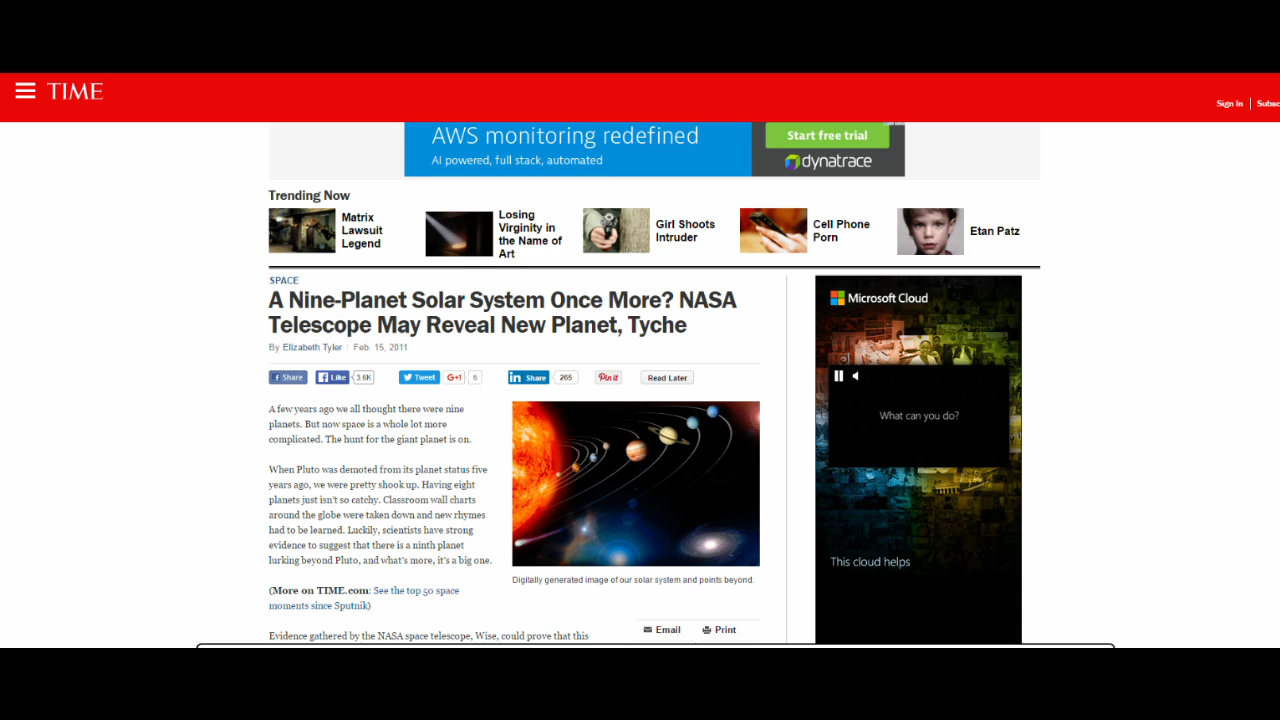 TIME
Sign In
AWS monitoring redefined
AI powered, full stack, automated
Start free trial
dynatrace
Trending Now
Matrix
Lawsuit
Legend
Losing
Virginity in
the Name of
Art
Girl Shoots
Intruder
Cell Phone
Porn
Etan Patz
SPACE
A Nine-Planet Solar System Once More? NASA
Telescope May Reveal New Planet, Tyche
By Elizabeth Tyler Feb. 15, 2011
Share Like 3.6K Tweet G+1 6 in Share 265 Pin it Read Later
A few years ago we all thought there were nine
planets. But now space is a whole lot more
complicated. The hunt for the giant planet is on.
When Pluto was demoted from its planet status five
years ago, we were pretty shook up. Having eight
planets just isn't so catchy. Classroom wall charts
around the globe were taken down and new rhymes
had to be learned. Luckily, scientists have strong
evidence to suggest that there is a ninth planet
lurking beyond Pluto, and what's more, it's a big one.
(More on TIME.com: See the top 50 space
moments since Sputnik)
Evidence gathered by the NASA space telescope, Wise, could prove that this
Digitally generated image of our solar system and points beyond.
Email Print
Microsoft Cloud
What can you do?
This cloud helps